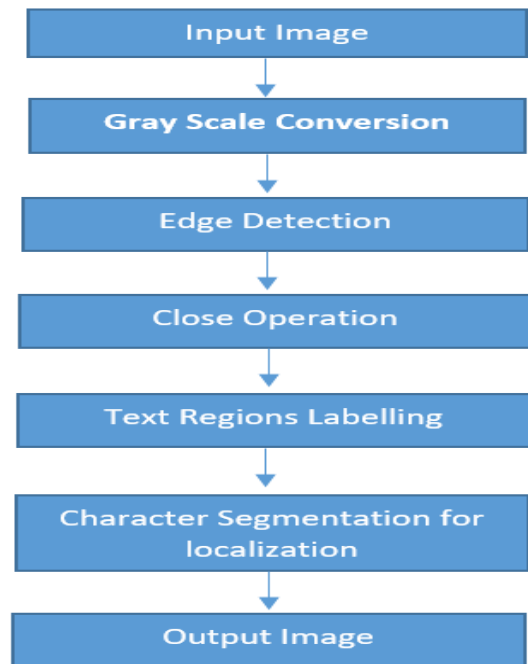 Input Image
Gray Scale Conversion
Edge Detection
Close Operation
Text Regions Labelling
Character Segmentation for
localization
Output Image